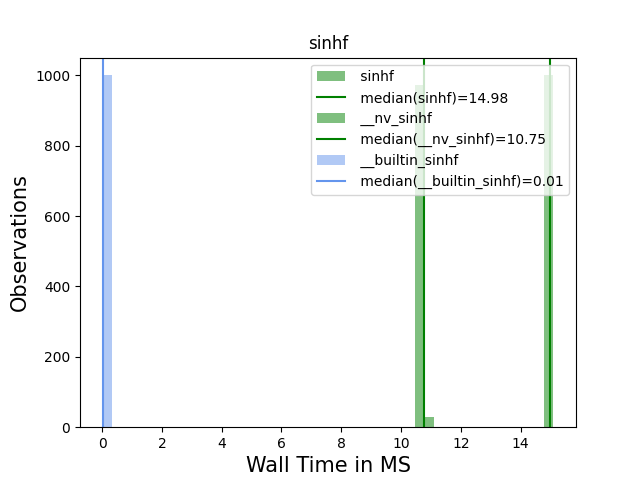 sinhf
sinhf
median(sinhf)=14.98
__nv_sinhf
median(__nv_sinhf)=10.75
__builtin_sinhf
median(__builtin_sinhf)=0.01
Observations
1000
800
600
400
200
0
0 2 4 6 8 10 12 14
Wall Time in MS